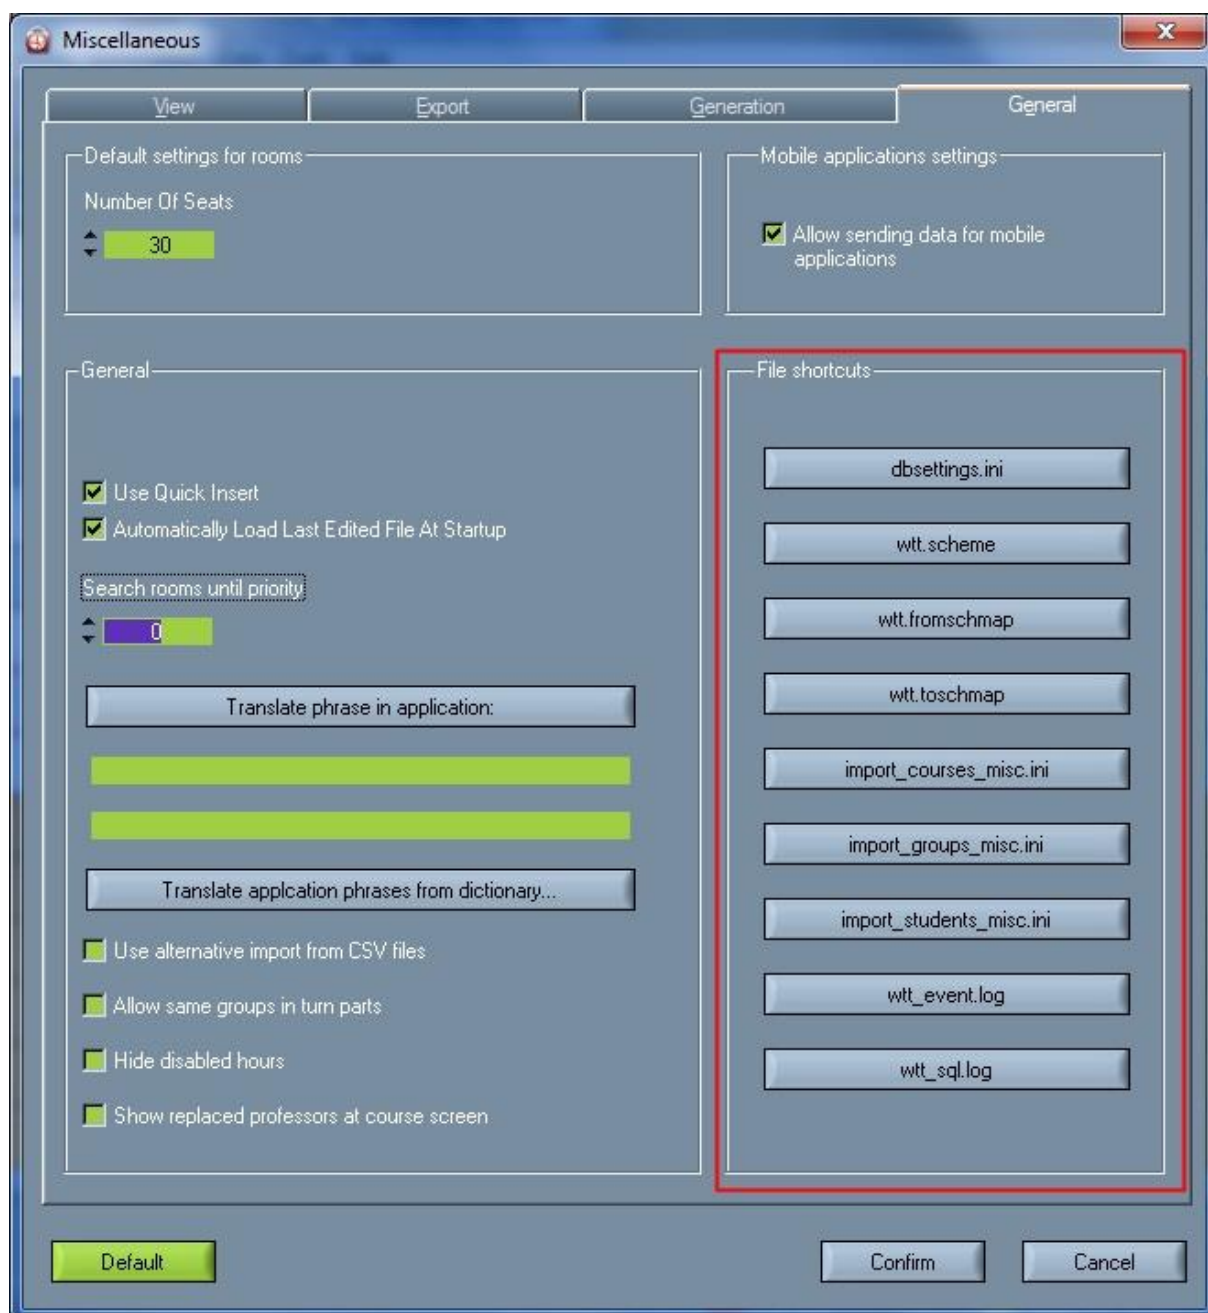 Miscellaneous
View
Export
Generation
General
Default settings for rooms
Number Of Seats
30
Mobile applications settings
Allow sending data for mobile
applications
General
Use Quick Insert
Automatically Load Last Edited File At Startup
Search rooms until priority
0
Translate phrase in application:
Translate applcation phrases from dictionary...
Use alternative import from CSV files
Allow same groups in turn parts
Hide disabled hours
Show replaced professors at course screen
File shortcuts
dbsettings.ini
wtt.scheme
wtt.fromschmap
wtt.toschmap
import_courses_misc.ini
import_groups_misc.ini
import_students_misc.ini
wtt_event.log
wtt_sql.log
Default
Confirm
Cancel